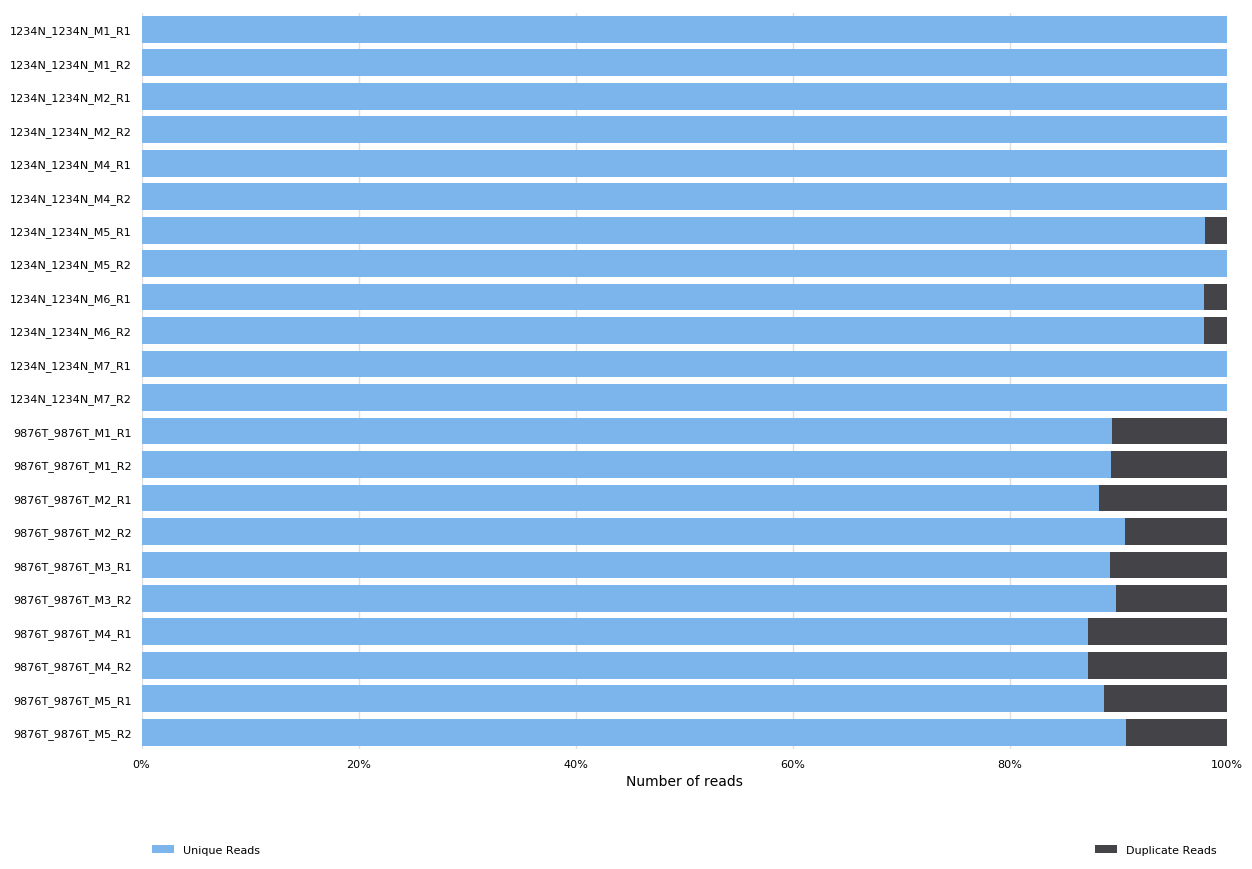 1234N_1234N_M1_R1
1234N_1234N_M1_R2
1234N_1234N_M2_R1
1234N_1234N_M2_R2
1234N_1234N_M4_R1
1234N_1234N_M4_R2
1234N_1234N_M5_R1
1234N_1234N_M5_R2
1234N_1234N_M6_R1
1234N_1234N_M6_R2
1234N_1234N_M7_R1
1234N_1234N_M7_R2
9876T_9876T_M1_R1
9876T_9876T_M1_R2
9876T_9876T_M2_R1
9876T_9876T_M2_R2
9876T_9876T_M3_R1
9876T_9876T_M3_R2
9876T_9876T_M4_R1
9876T_9876T_M4_R2
9876T_9876T_M5_R1
9876T_9876T_M5_R2
0% 20% 40% 60% 80% 100%
Number of reads
Unique Reads Duplicate Reads